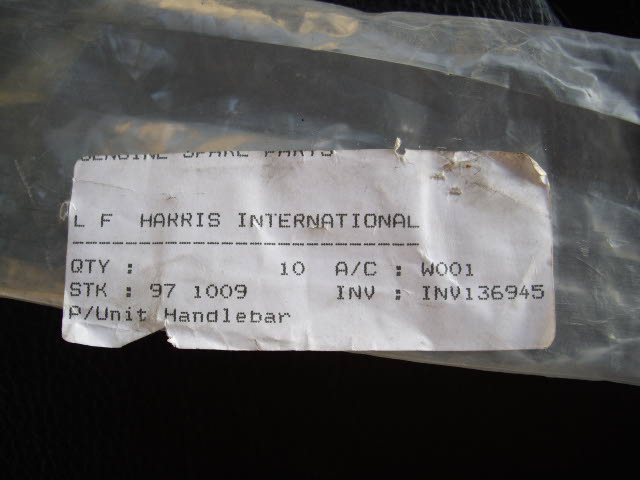 GENUINE SPARE PARTS
L F HARRIS INTERNATIONAL
--------------------------------
QTY : 10 A/C : W001
STK : 97 1009 INV : INV136945
P/Unit Handlebar